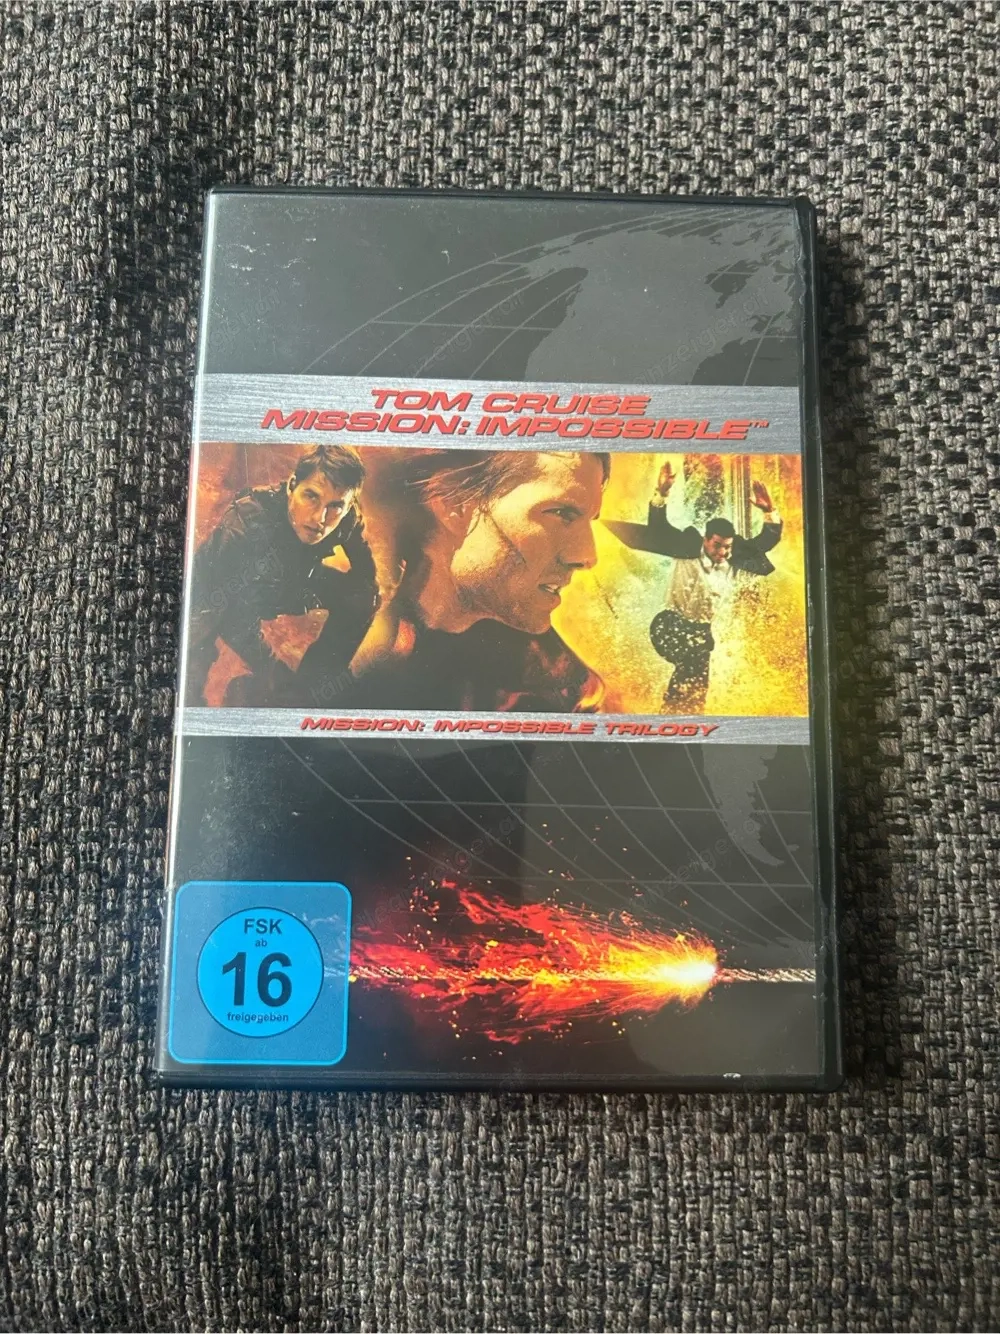 TOM CRUISE
MISSION: IMPOSSIBLE™
MISSION: IMPOSSIBLE TRILOGY
FSK
ab
16
freigegeben